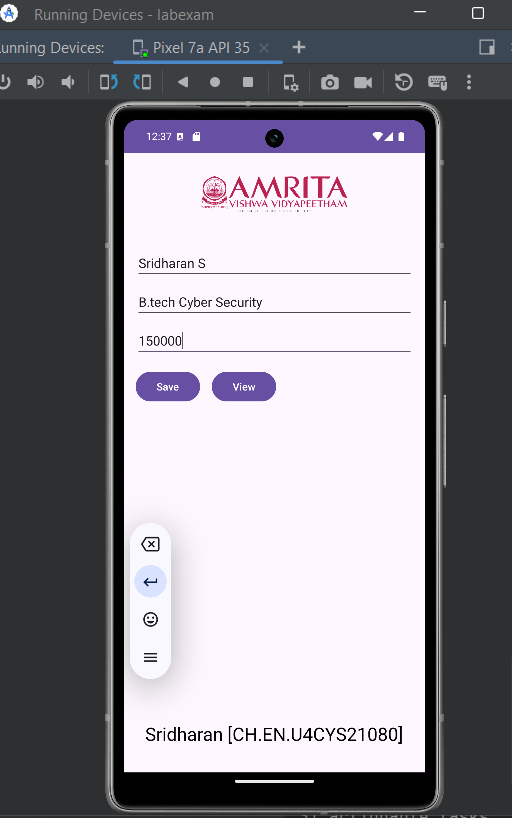 Running Devices - labexam
unning Devices:
Pixel 7a API 35
12:37
AMRITA
VISHWA VIDYAPEETHAM
Sridharan S
B.tech Cyber Security
150000
Save
View
Sridharan [CH.EN.U4CYS21080]